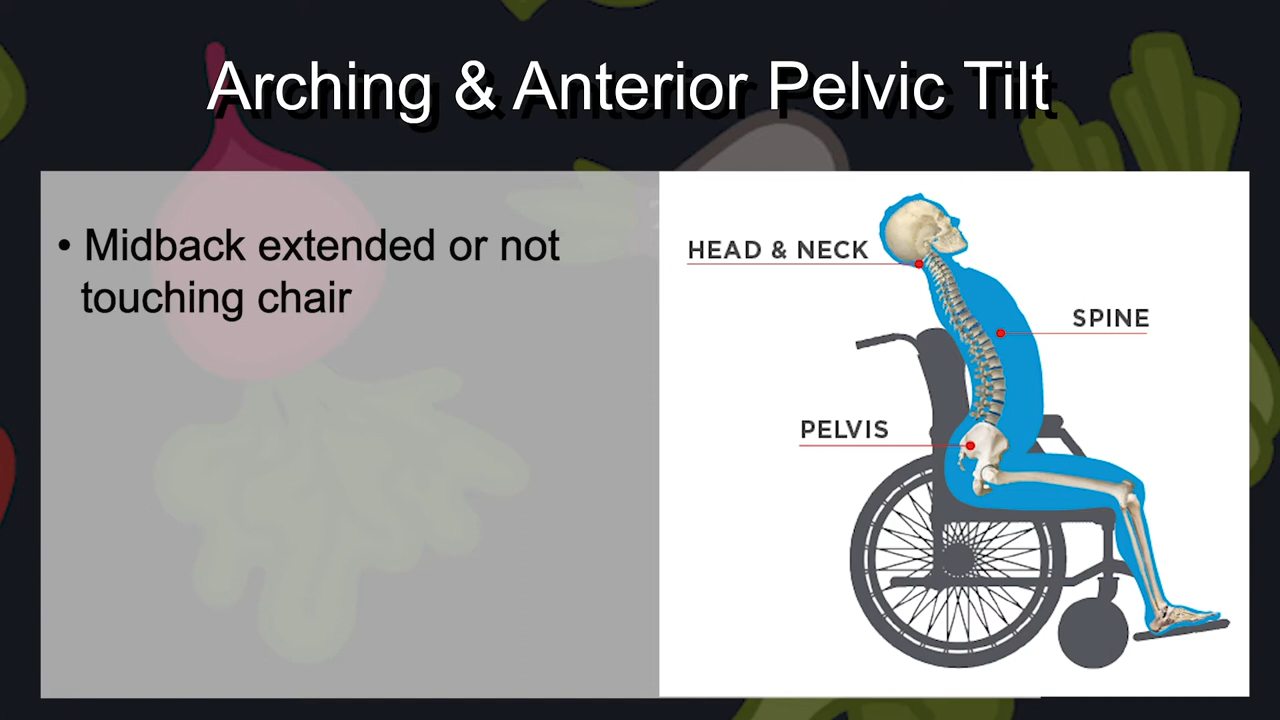 Arching & Anterior Pelvic Tilt
• Midback extended or not
touching chair
HEAD & NECK
SPINE
PELVIS